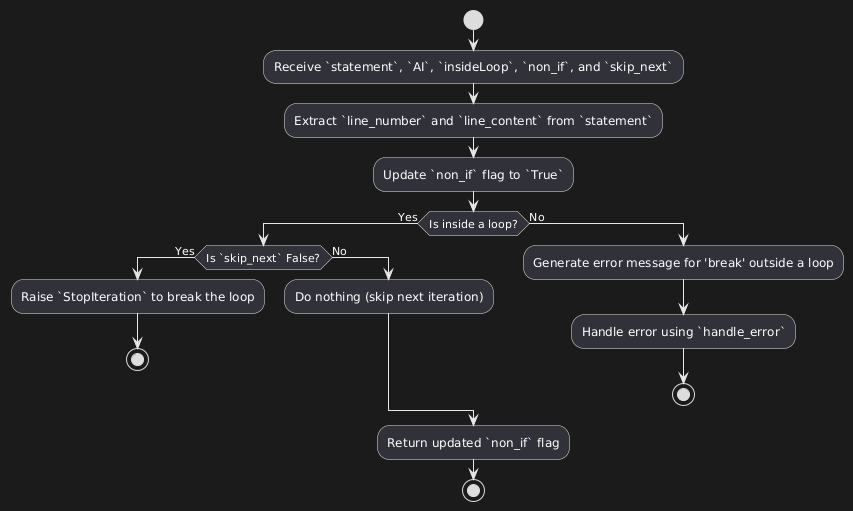 Receive `statement`, `AI`, `insideLoop`, `non_if`, and `skip_next`
Extract `line_number` and `line_content` from `statement`
Update `non_if` flag to `True`
Yes
Is inside a loop?
No
Yes
Is `skip_next` False?
No
Generate error message for 'break' outside a loop
Raise `StopIteration` to break the loop
Do nothing (skip next iteration)
Handle error using `handle_error`
Return updated `non_if` flag